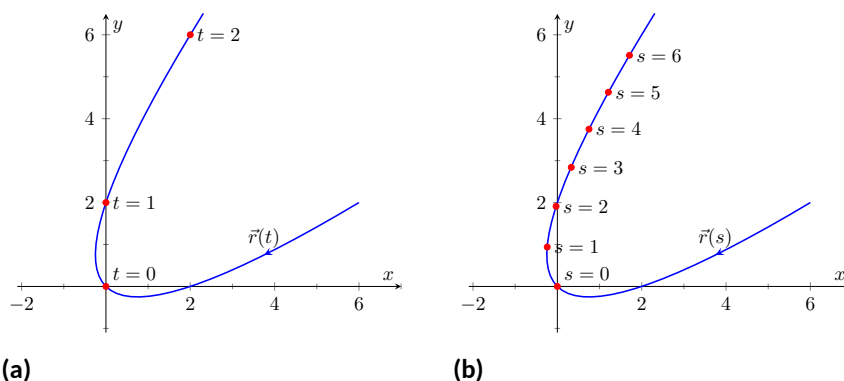 y
6
t = 2
4
2
t = 1
r⃗(t)
t = 0
x
−2
2
4
6
(a)
y
6
s = 6
s = 5
4
s = 4
s = 3
2
s = 2
s = 1
r⃗(s)
s = 0
x
−2
2
4
6
(b)